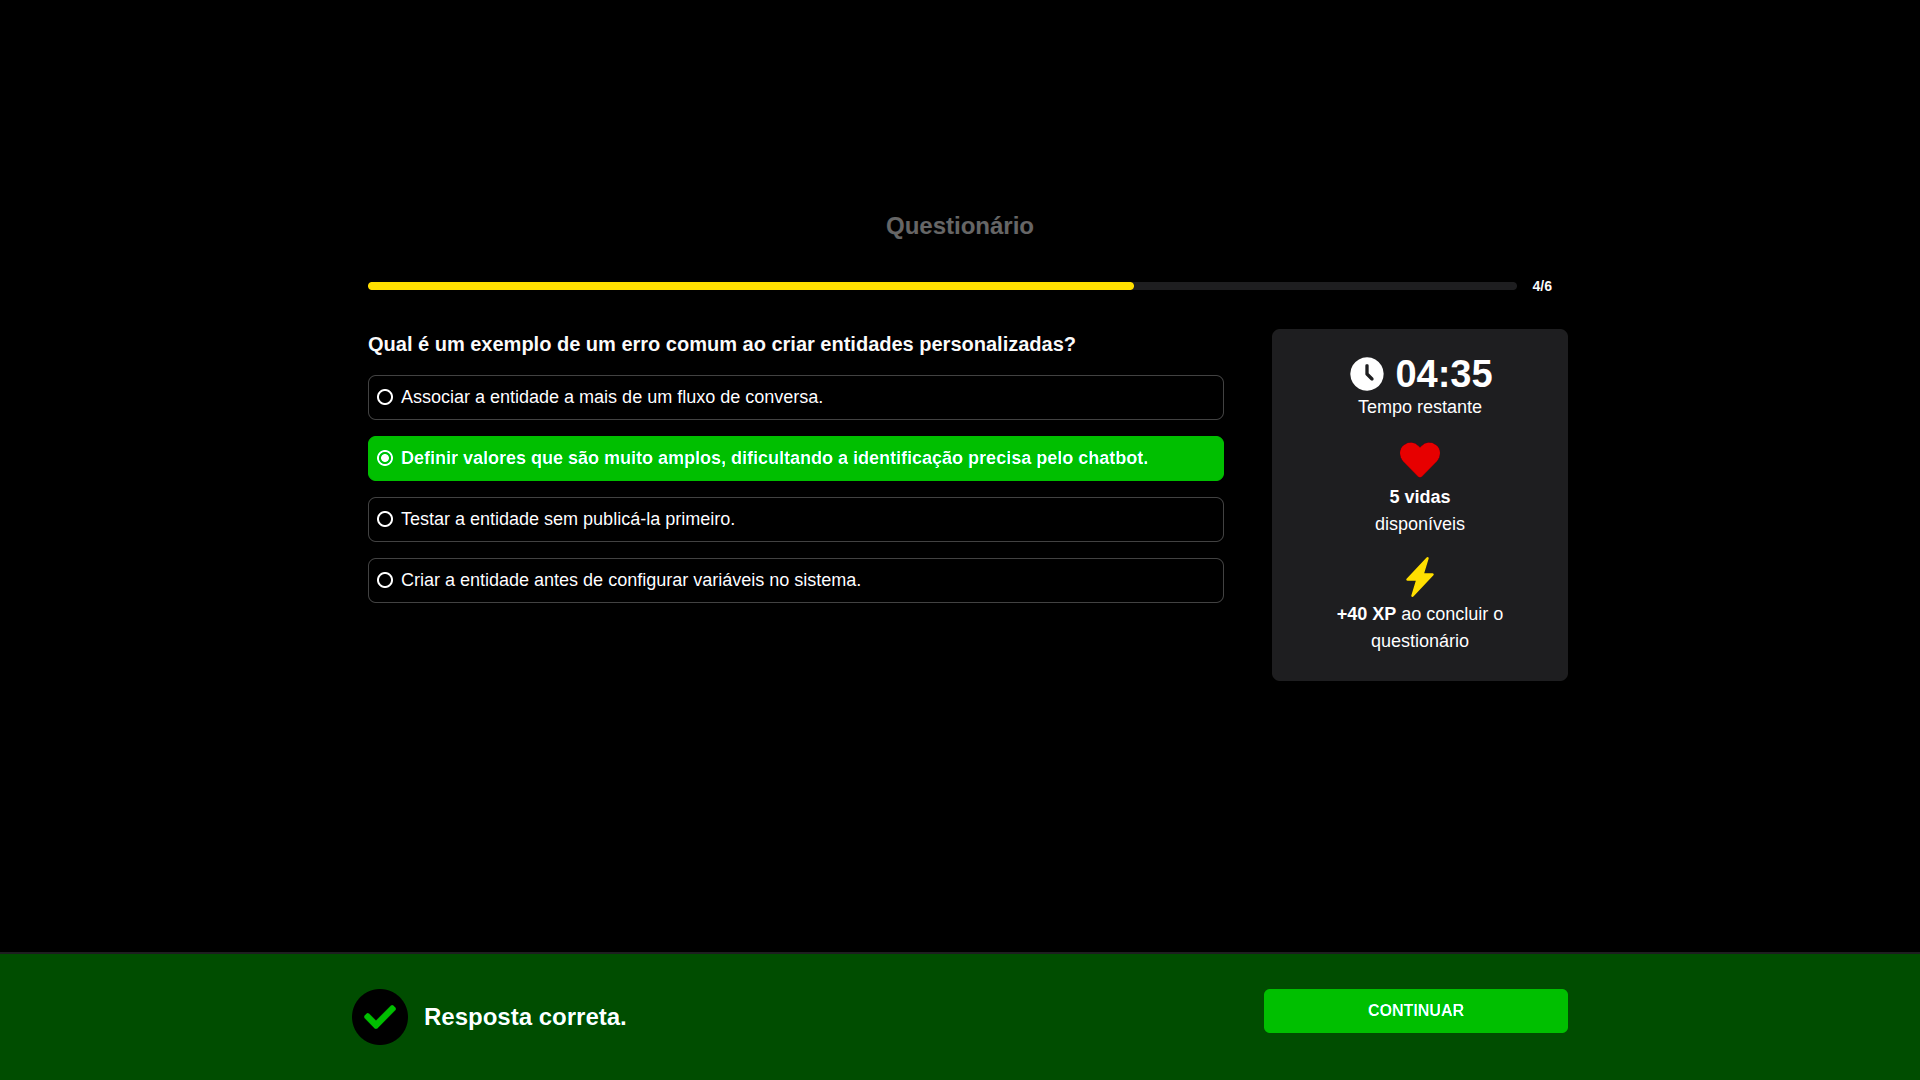 Questionário
4/6
Qual é um exemplo de um erro comum ao criar entidades personalizadas?
Associar a entidade a mais de um fluxo de conversa.
Definir valores que são muito amplos, dificultando a identificação precisa pelo chatbot.
Testar a entidade sem publicá-la primeiro.
Criar a entidade antes de configurar variáveis no sistema.
04:35
Tempo restante
5 vidas
disponíveis
+40 XP ao concluir o
questionário
Resposta correta.
CONTINUAR